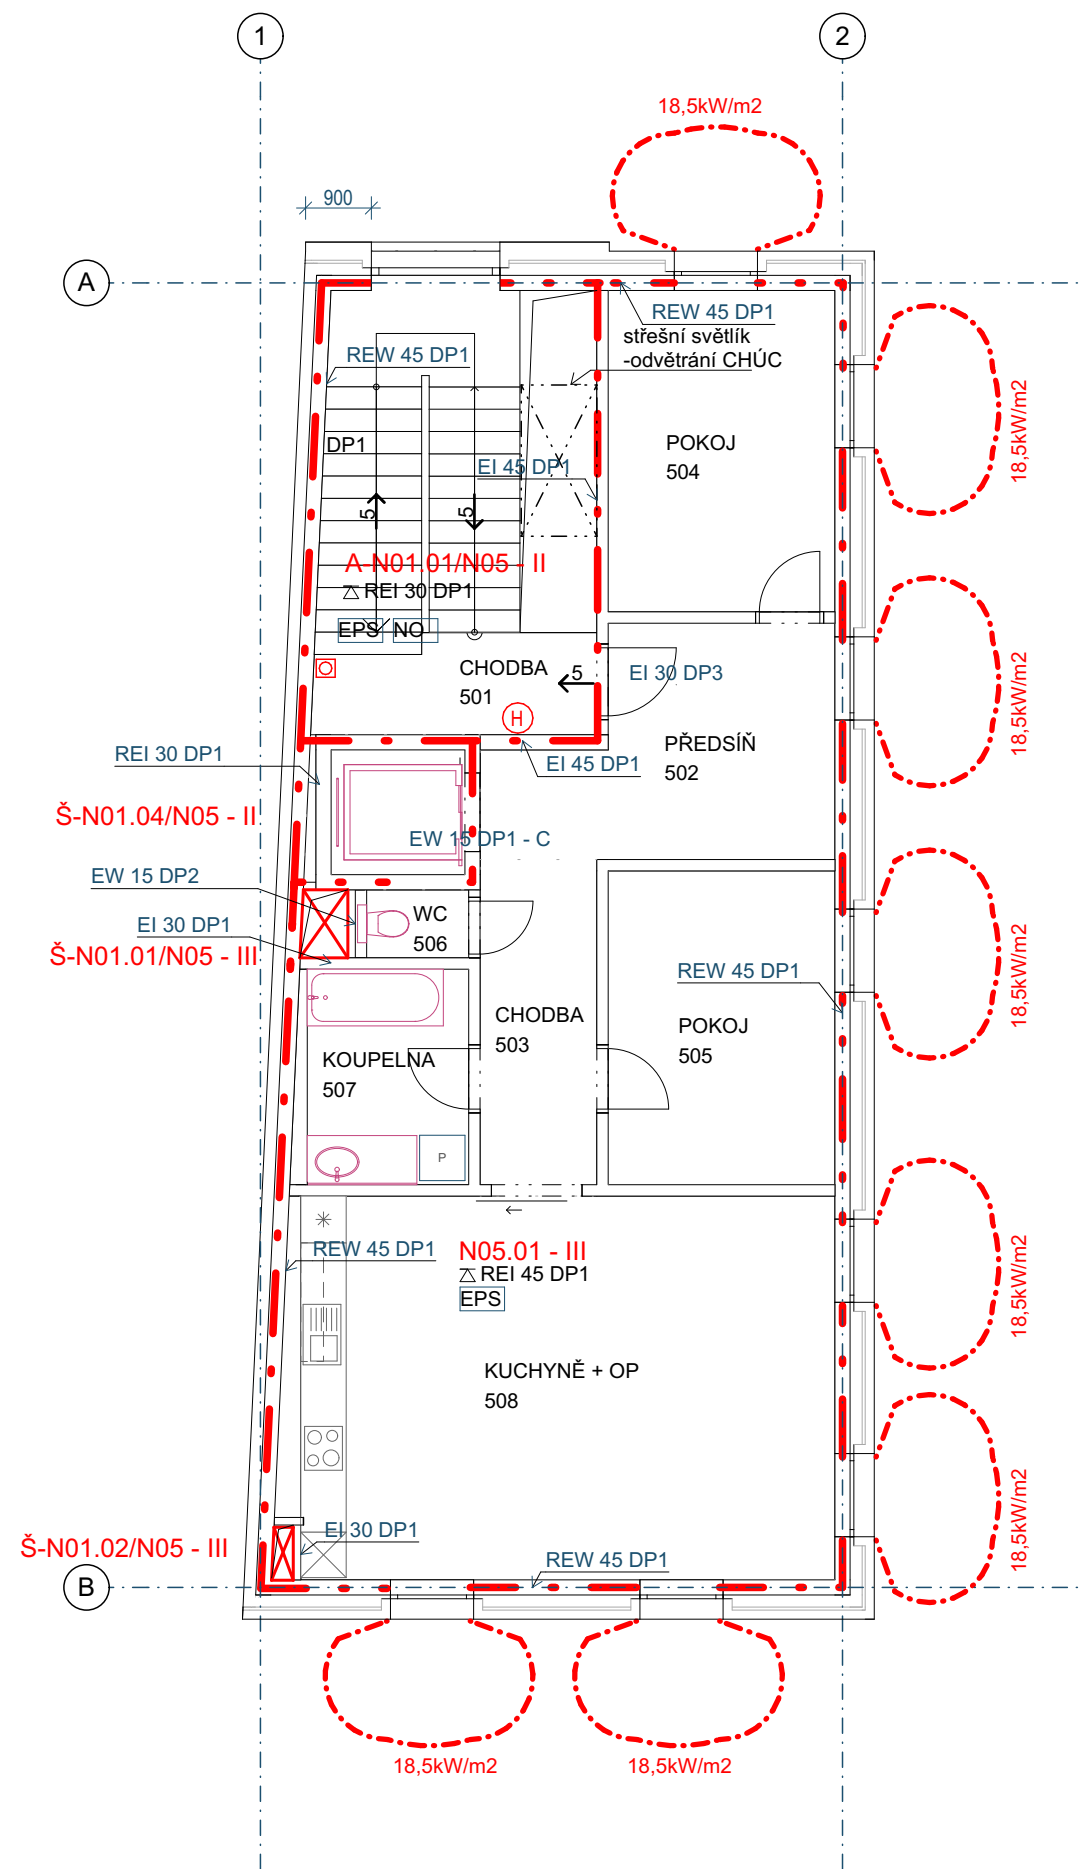 1
2
18,5kW/m2
900
A
REW 45 DP1
střešní světlík
-odvětrání CHÚC
REW 45 DP1
18,5kW/m2
DP1
POKOJ
504
EI 45 DP1
5
5
A-N01.01/N05 - II
REI 30 DP1
EPS
NO
CHODBA
501
5
EI 30 DP3
18,5kW/m2
H
PŘEDSÍŇ
502
REI 30 DP1
EI 45 DP1
Š-N01.04/N05 - II
EW 15 DP1 - C
EW 15 DP2
WC
506
EI 30 DP1
Š-N01.01/N05 - III
18,5kW/m2
REW 45 DP1
CHODBA
503
POKOJ
505
KOUPELNA
507
P
REW 45 DP1
N05.01 - III
REI 45 DP1
EPS
18,5kW/m2
KUCHYNĚ + OP
508
18,5kW/m2
EI 30 DP1
Š-N01.02/N05 - III
REW 45 DP1
B
18,5kW/m2
18,5kW/m2